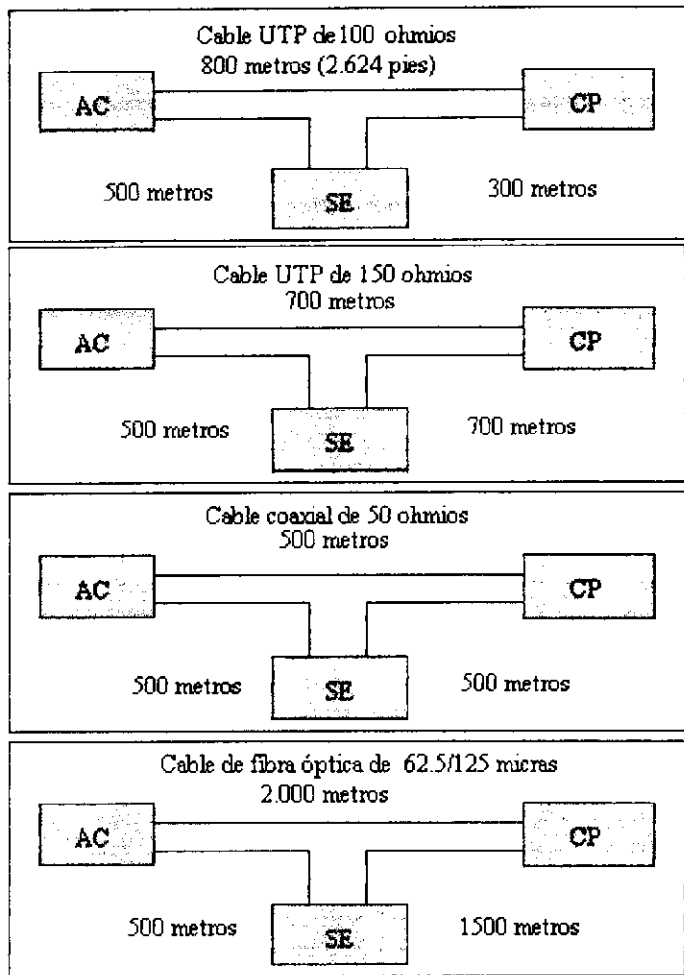 Cable UTP de 100 ohmios
800 metros (2.624 pies)
AC
CP
500 metros
SE
300 metros
Cable UTP de 150 ohmios
700 metros
AC
CP
500 metros
SE
700 metros
Cable coaxial de 50 ohmios
500 metros
AC
CP
500 metros
SE
500 metros
Cable de fibra óptica de 62.5/125 micras
2.000 metros
AC
CP
500 metros
SE
1500 metros